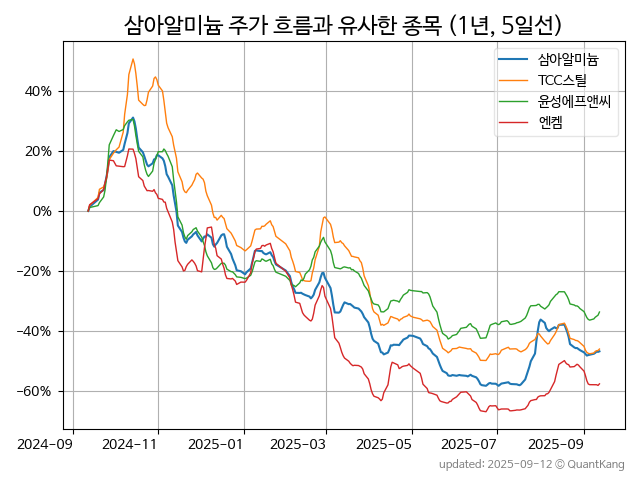 삼아알미늄 주가 흐름과 유사한 종목 (1년, 5일선)
삼아알미늄
TCC스틸
윤성에프앤씨
엔켐
40%
20%
0%
−20%
−40%
−60%
2024-09
2024-11
2025-01
2025-03
2025-05
2025-07
2025-09
updated: 2025-09-12 © QuantKang